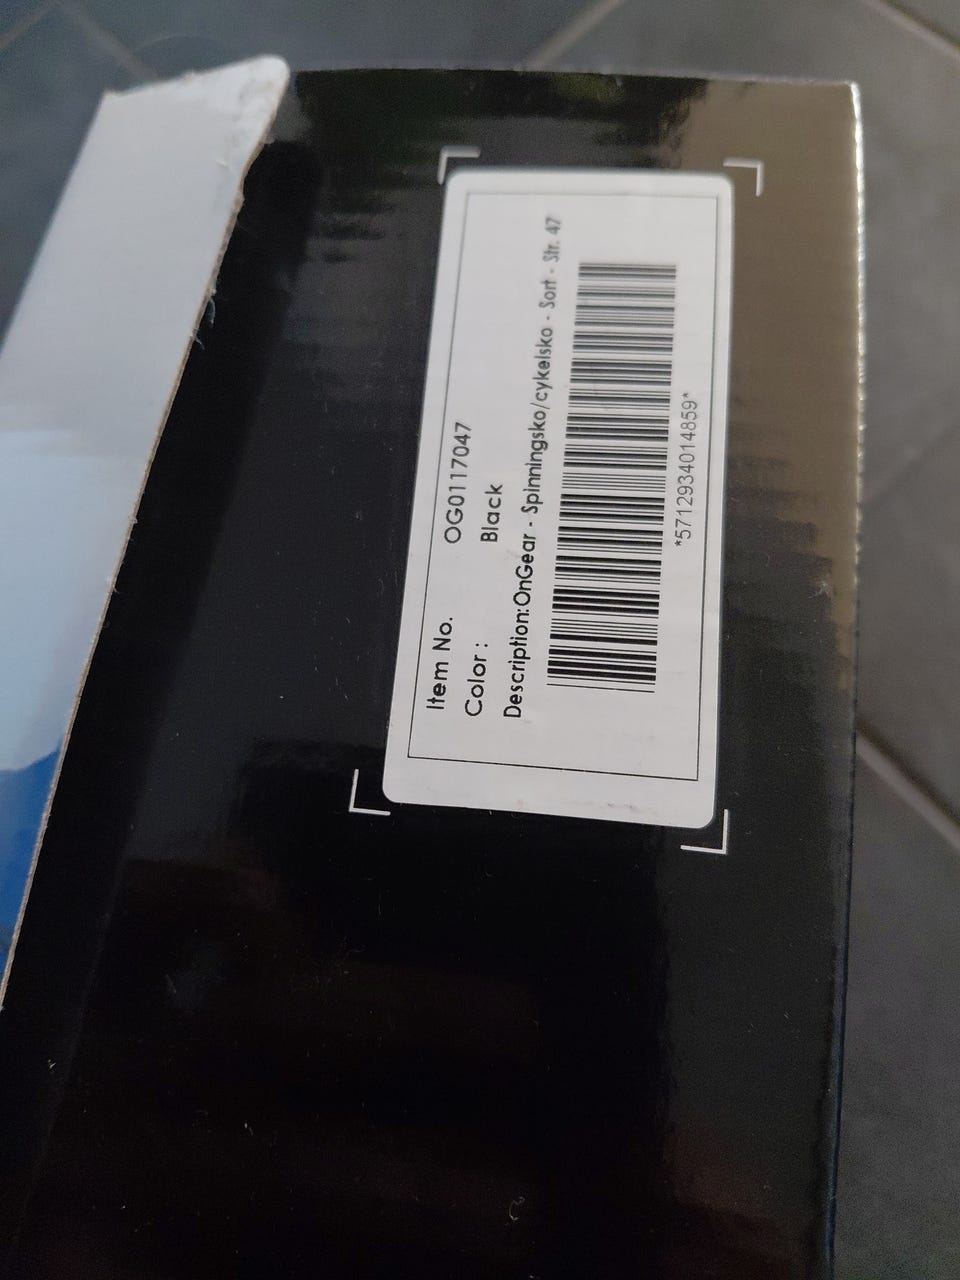 Item No. OG0117047
Color : Black
Description:OnGear - Spinningsko/cykelsko - Sort - Str. 47
*5712934014859*